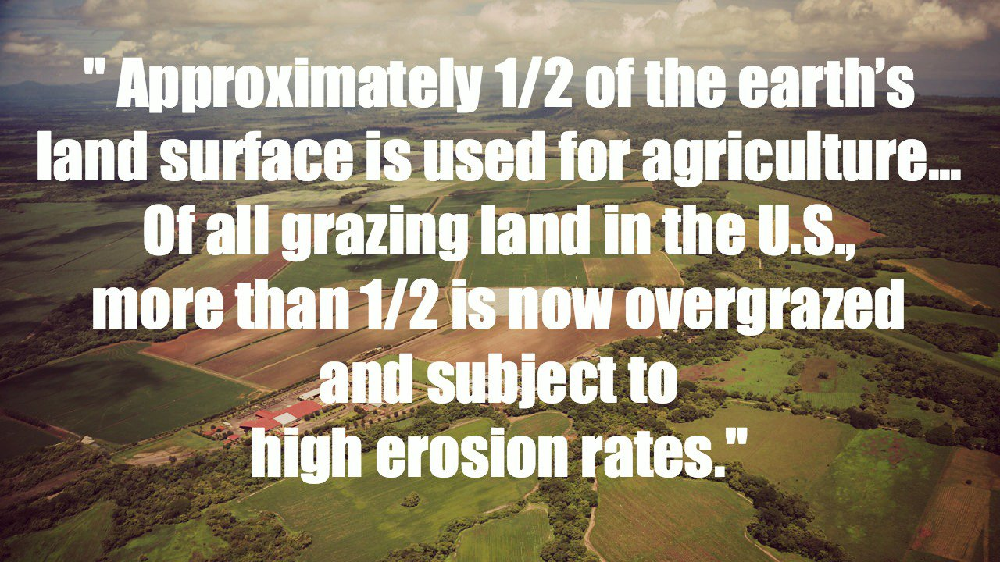 " Approximately 1/2 of the earth’s
land surface is used for agriculture...
Of all grazing land in the U.S.,
more than 1/2 is now overgrazed
and subject to
high erosion rates."